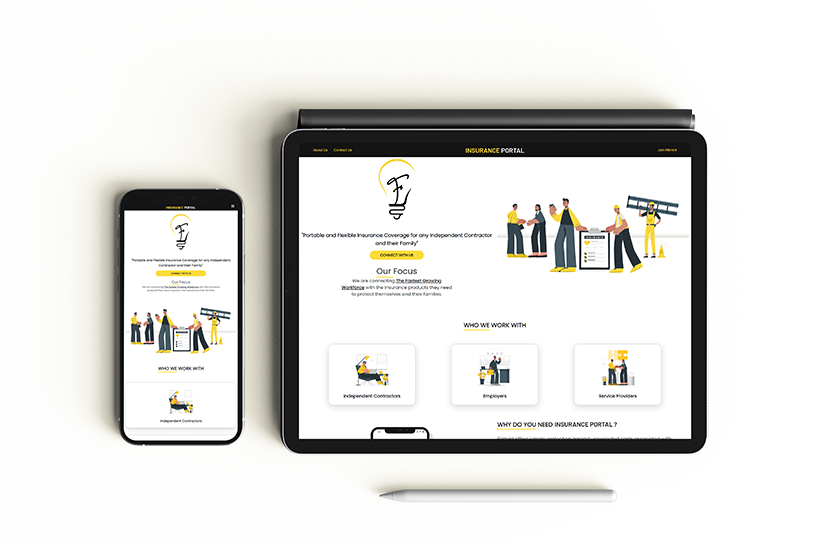 About Us
Contact Us
INSURANCE PORTAL
"Portable and Flexible Insurance Coverage for any Independent Contractor
and their Family"
CONNECT WITH US
Our Focus
We are connecting The Fastest Growing
Workforce with the insurance products they need
to protect themselves and their families.
INSURANCE
WHO WE WORK WITH
Independent Contractors
Employers
Service Providers
WHY DO YOU NEED INSURANCE PORTAL ?
INSURANCE PORTAL
"Portable and Flexible Insurance Coverage for any Independent
Contractor and their Family"
CONNECT WITH US
Our Focus
We are connecting The Fastest Growing Workforce with the insurance
products they need to protect themselves and their families.
WHO WE WORK WITH
Independent Contractors